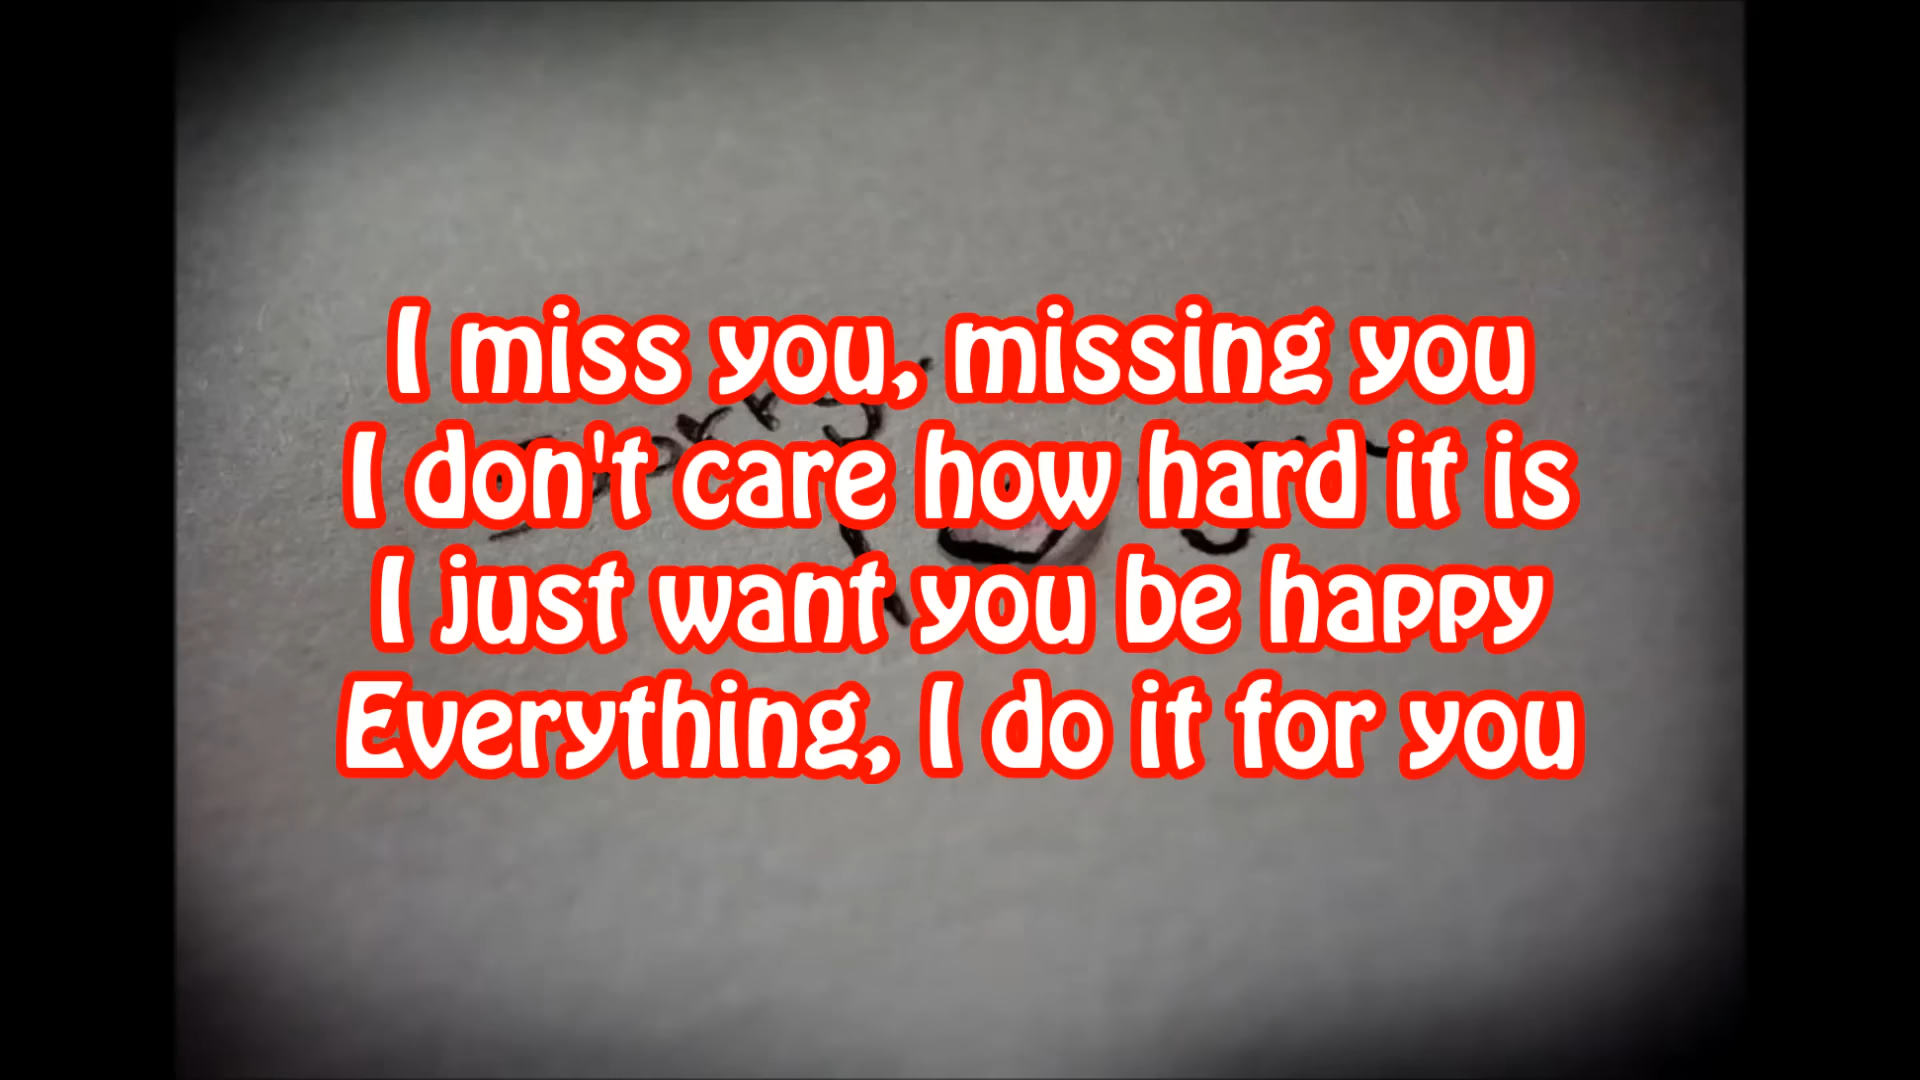 I miss you, missing you
I don't care how hard it is
I just want you be happy
Everything, I do it for you